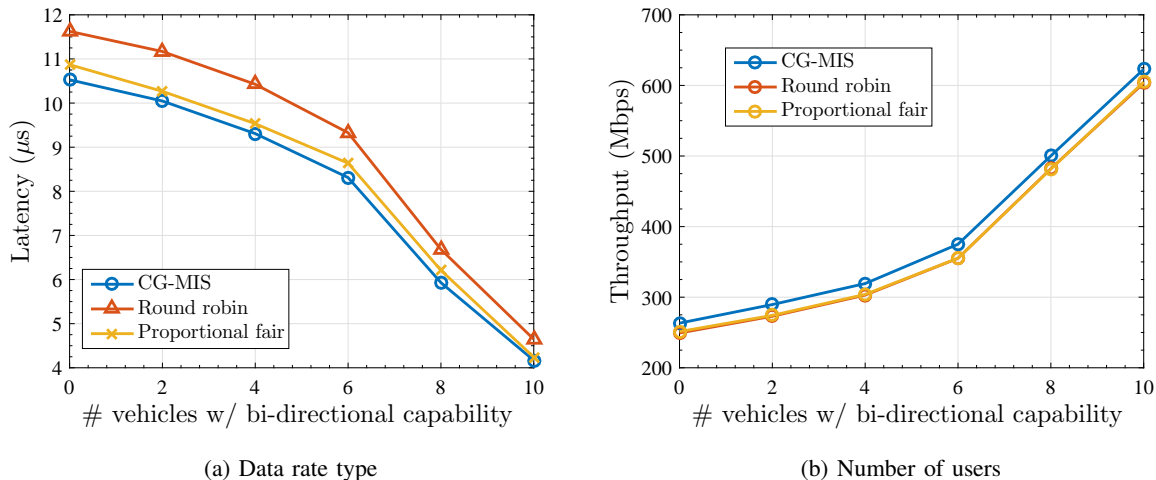 12
11
10
9
8
7
6
5
4
Latency (μs)
CG-MIS
Round robin
Proportional fair
0 2 4 6 8 10
# vehicles w/ bi-directional capability
(a) Data rate type
700
600
500
400
300
200
Throughput (Mbps)
CG-MIS
Round robin
Proportional fair
0 2 4 6 8 10
# vehicles w/ bi-directional capability
(b) Number of users